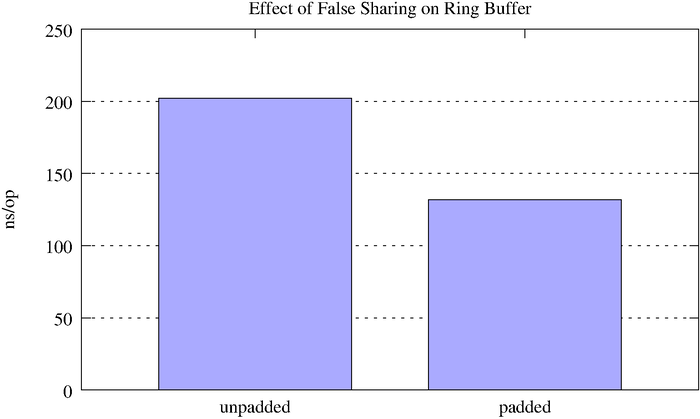 Effect of False Sharing on Ring Buffer
250
200
150
100
50
0
ns/op
unpadded
padded